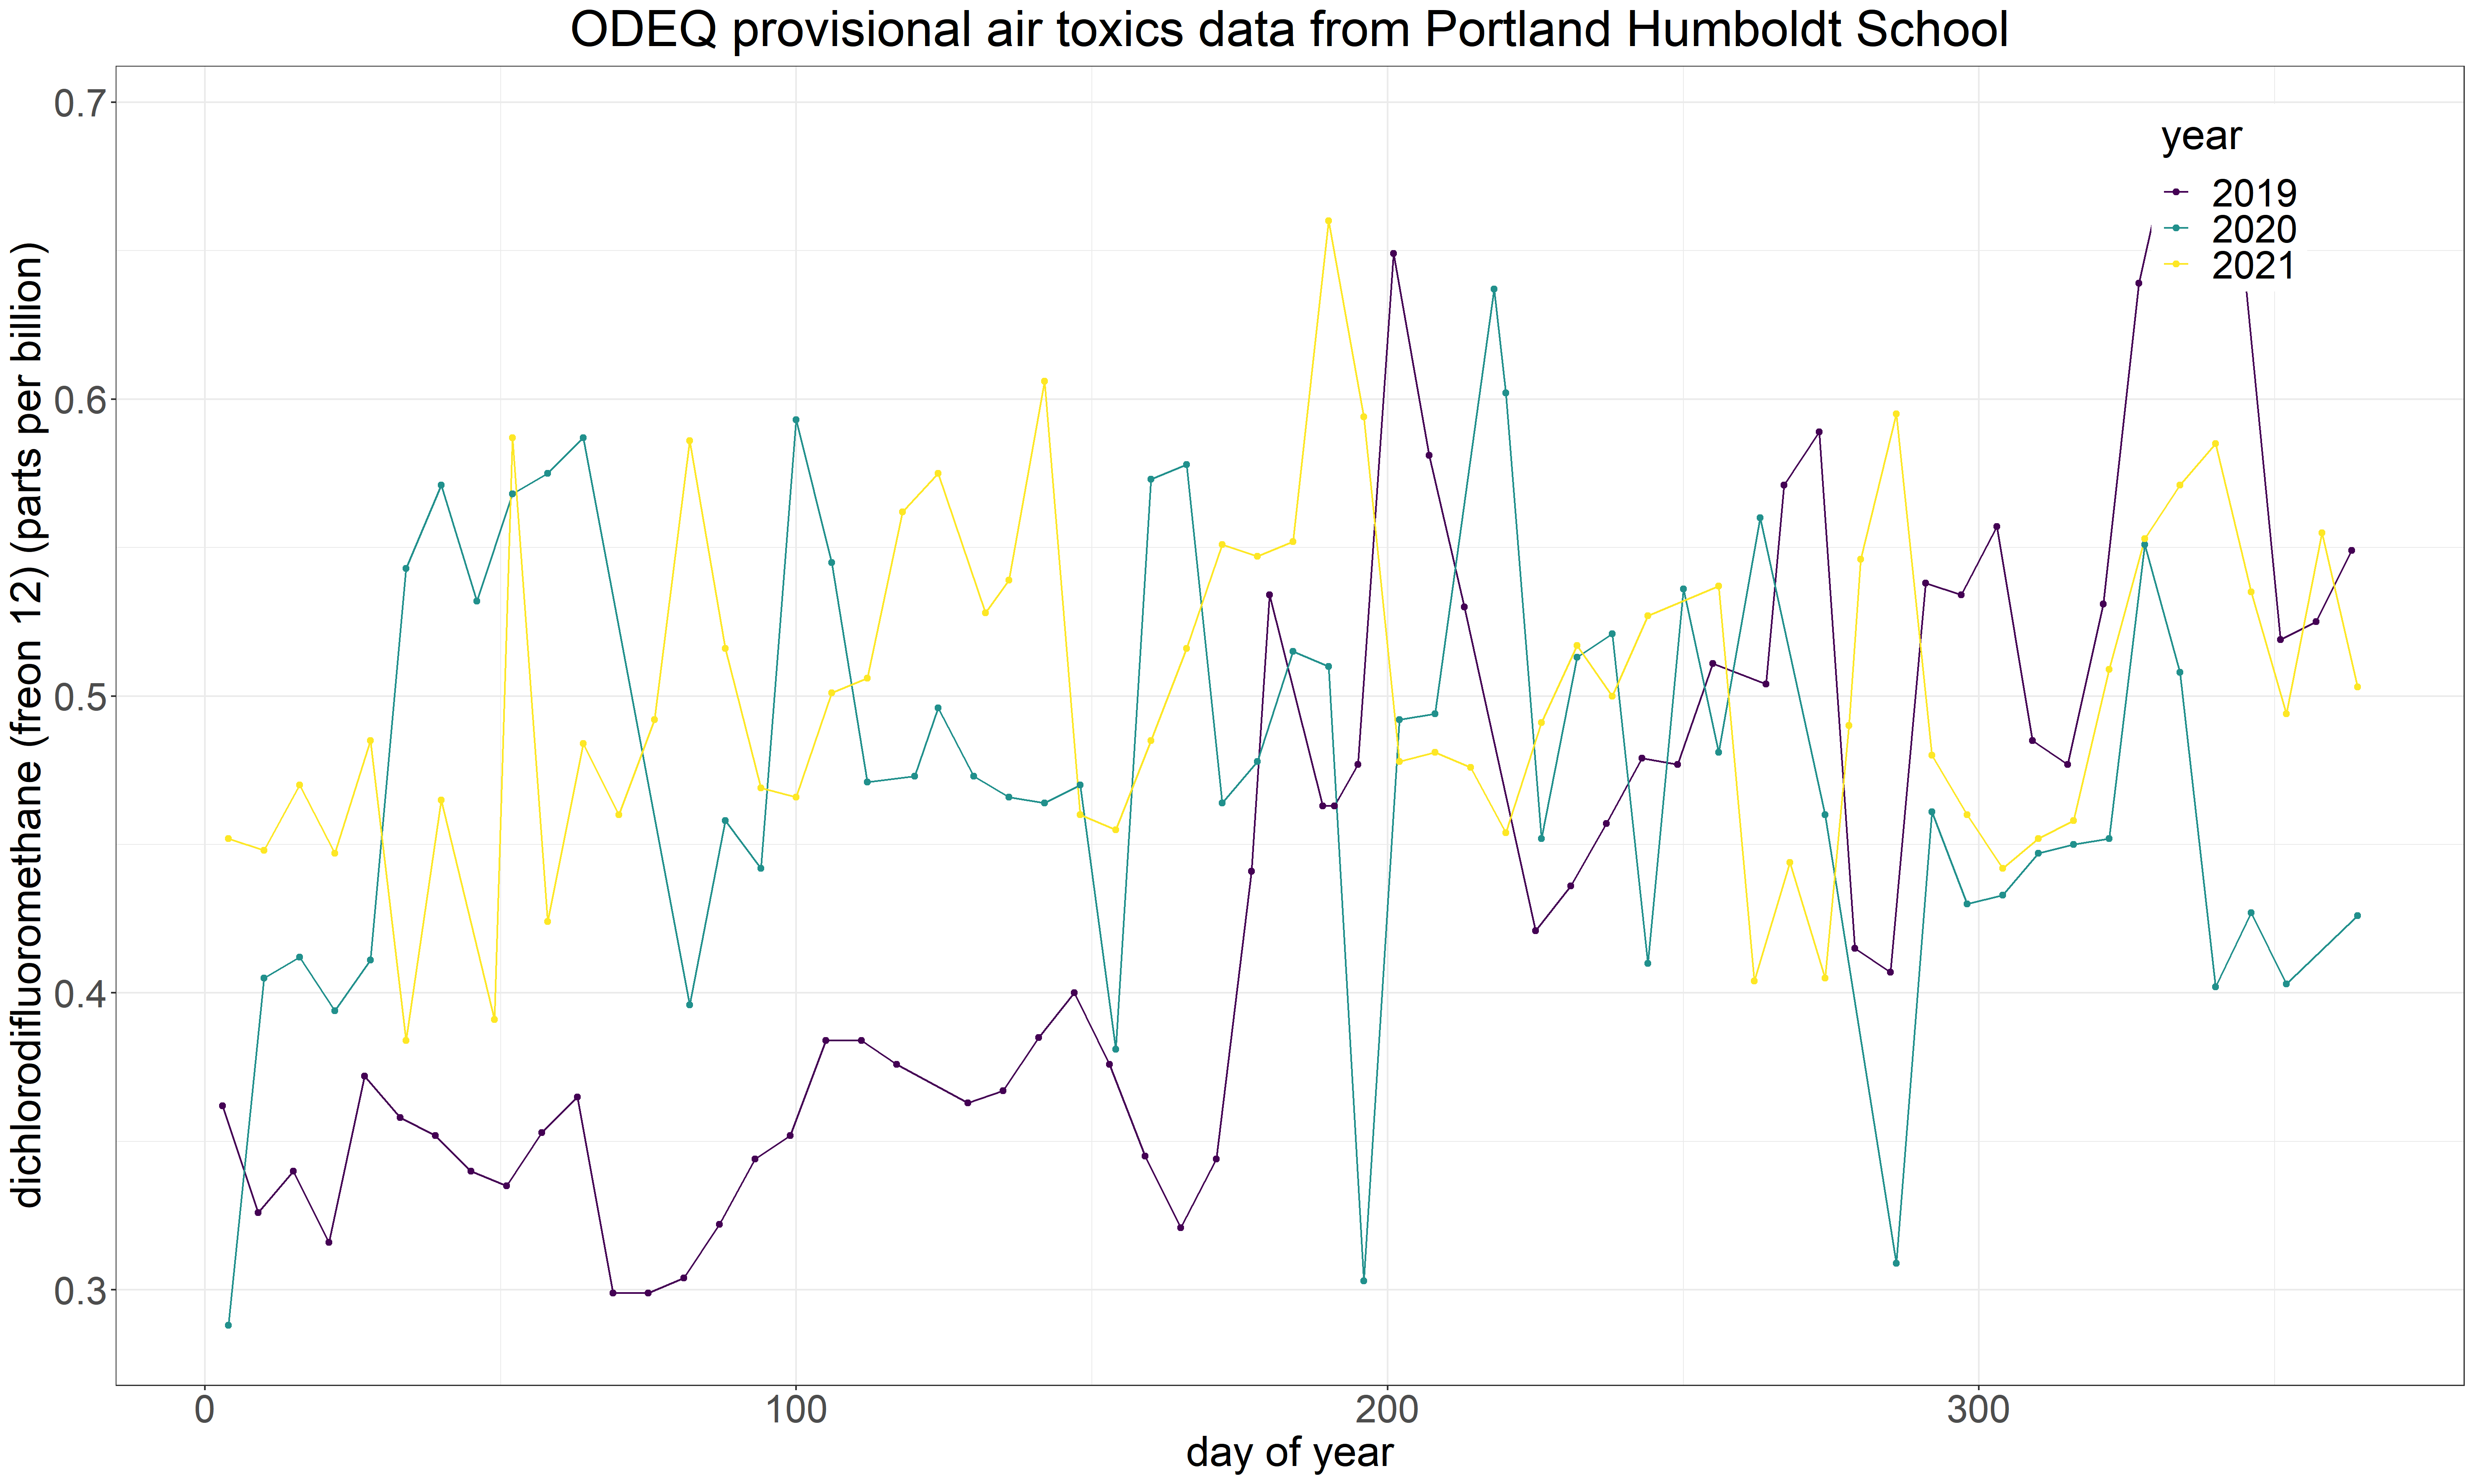 ODEQ provisional air toxics data from Portland Humboldt School
dichlorodifluoromethane (freon 12) (parts per billion)
0.7
0.6
0.5
0.4
0.3
year
2019
2020
2021
0 100 200 300
day of year